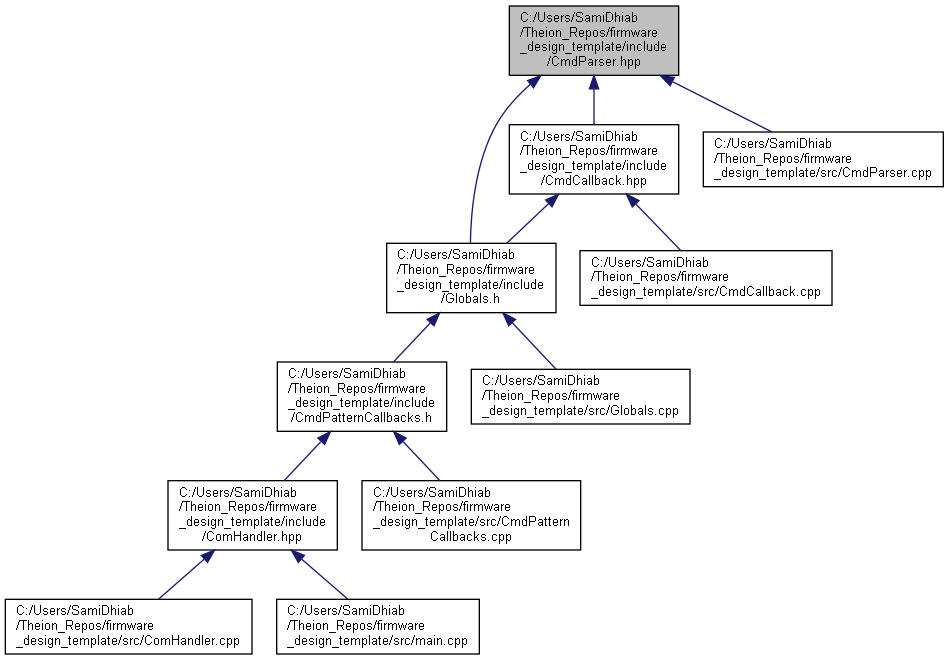 C:/Users/SamiDhiab
/Theion_Repos/firmware
_design_template/include
/CmdParser.hpp
C:/Users/SamiDhiab
/Theion_Repos/firmware
_design_template/include
/CmdCallback.hpp
C:/Users/SamiDhiab
/Theion_Repos/firmware
_design_template/src/CmdParser.cpp
C:/Users/SamiDhiab
/Theion_Repos/firmware
_design_template/include
/Globals.h
C:/Users/SamiDhiab
/Theion_Repos/firmware
_design_template/src/CmdCallback.cpp
C:/Users/SamiDhiab
/Theion_Repos/firmware
_design_template/include
/CmdPatternCallbacks.h
C:/Users/SamiDhiab
/Theion_Repos/firmware
_design_template/src/Globals.cpp
C:/Users/SamiDhiab
/Theion_Repos/firmware
_design_template/include
/ComHandler.hpp
C:/Users/SamiDhiab
/Theion_Repos/firmware
_design_template/src/CmdPattern
Callbacks.cpp
C:/Users/SamiDhiab
/Theion_Repos/firmware
_design_template/src/ComHandler.cpp
C:/Users/SamiDhiab
/Theion_Repos/firmware
_design_template/src/main.cpp